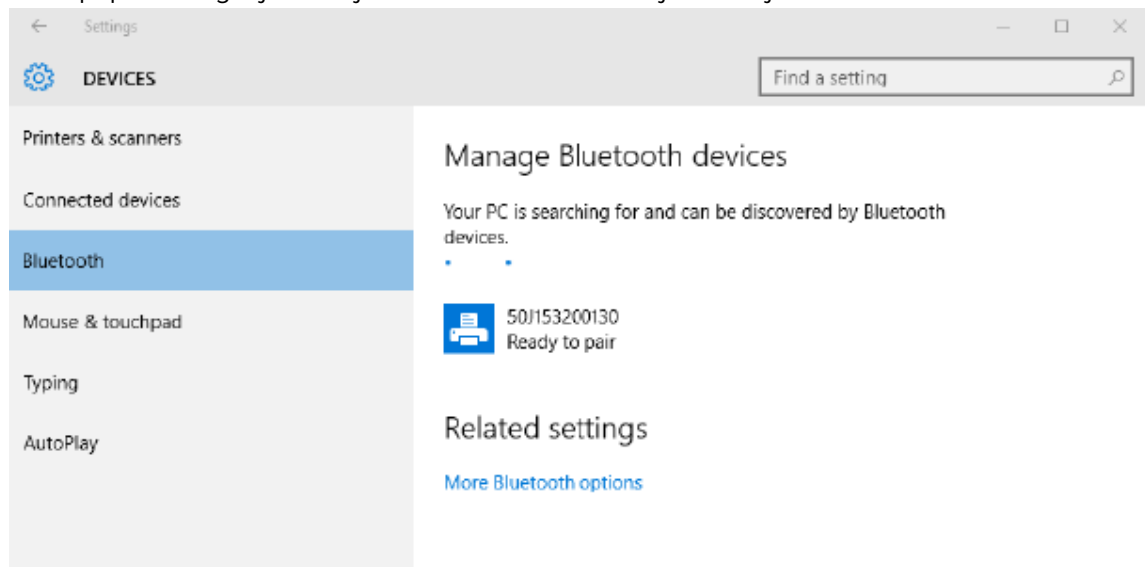 Settings
DEVICES
Find a setting
Printers & scanners
Connected devices
Bluetooth
Mouse & touchpad
Typing
AutoPlay
Manage Bluetooth devices
Your PC is searching for and can be discovered by Bluetooth
devices.
50J153200130
Ready to pair
Related settings
More Bluetooth options